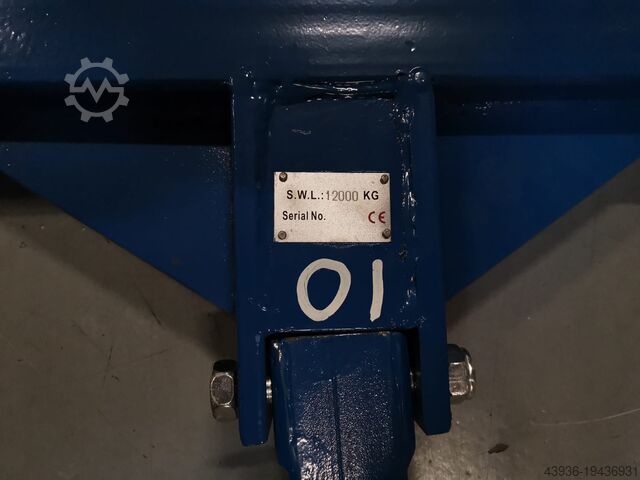 S.W.L.:12000 KG
Serial No. CE
01
43936-19436931